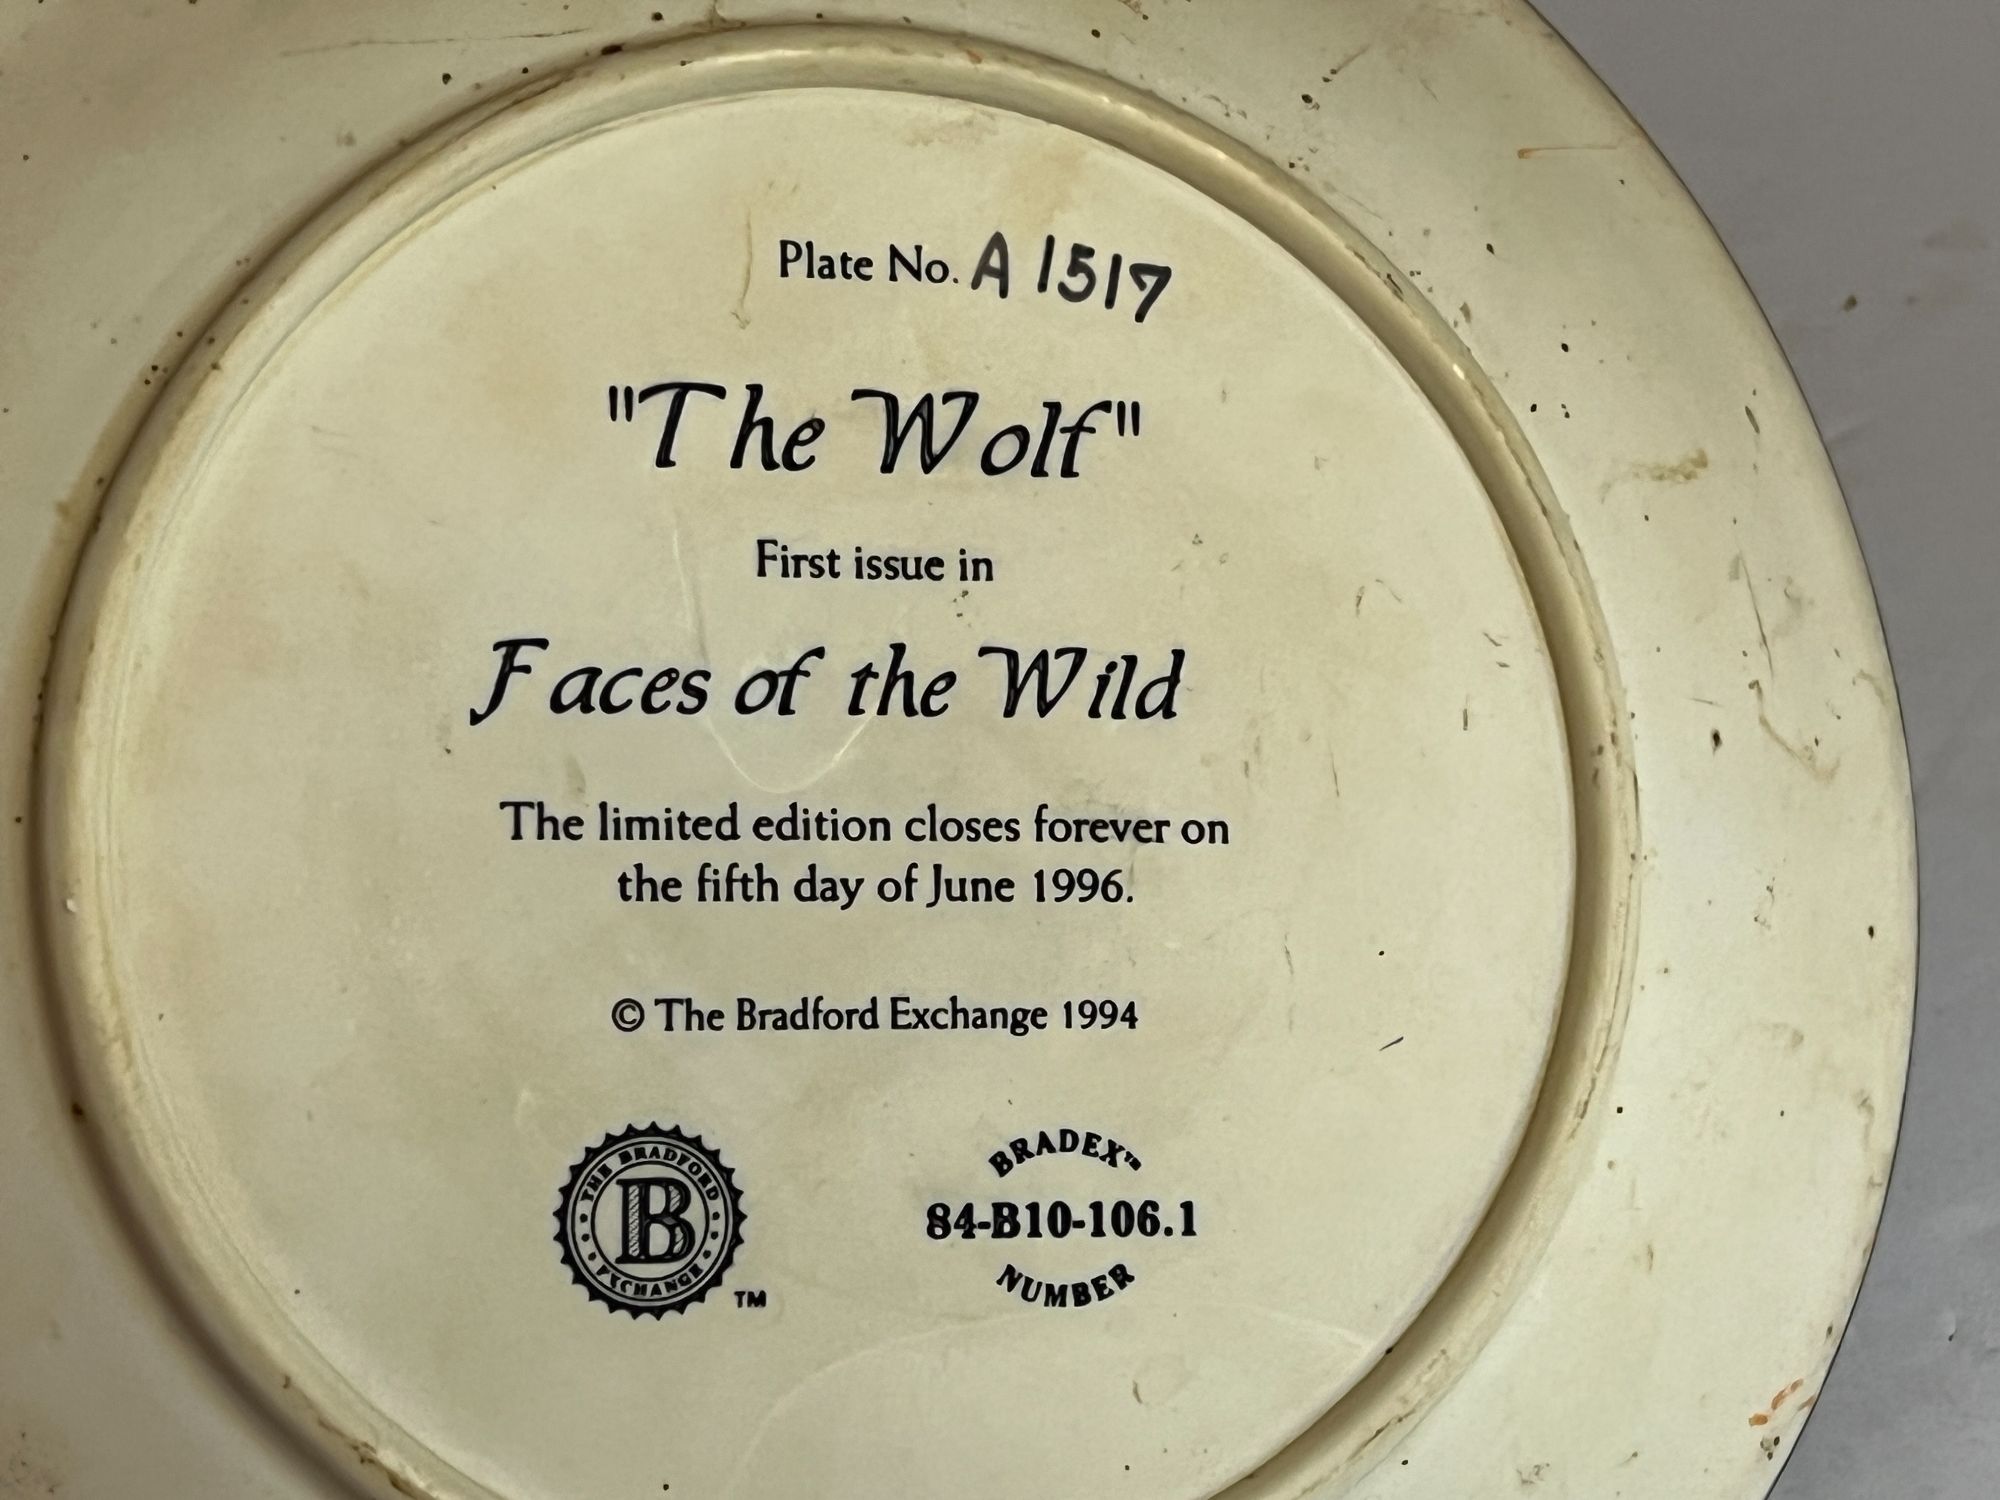 Plate No. A 1517
"The Wolf"
First issue in
Faces of the Wild
The limited edition closes forever on
the fifth day of June 1996.
© The Bradford Exchange 1994
THE BRADFORD
B
EXCHANGE
TM
BRADEX™
84-B10-106.1
NUMBER